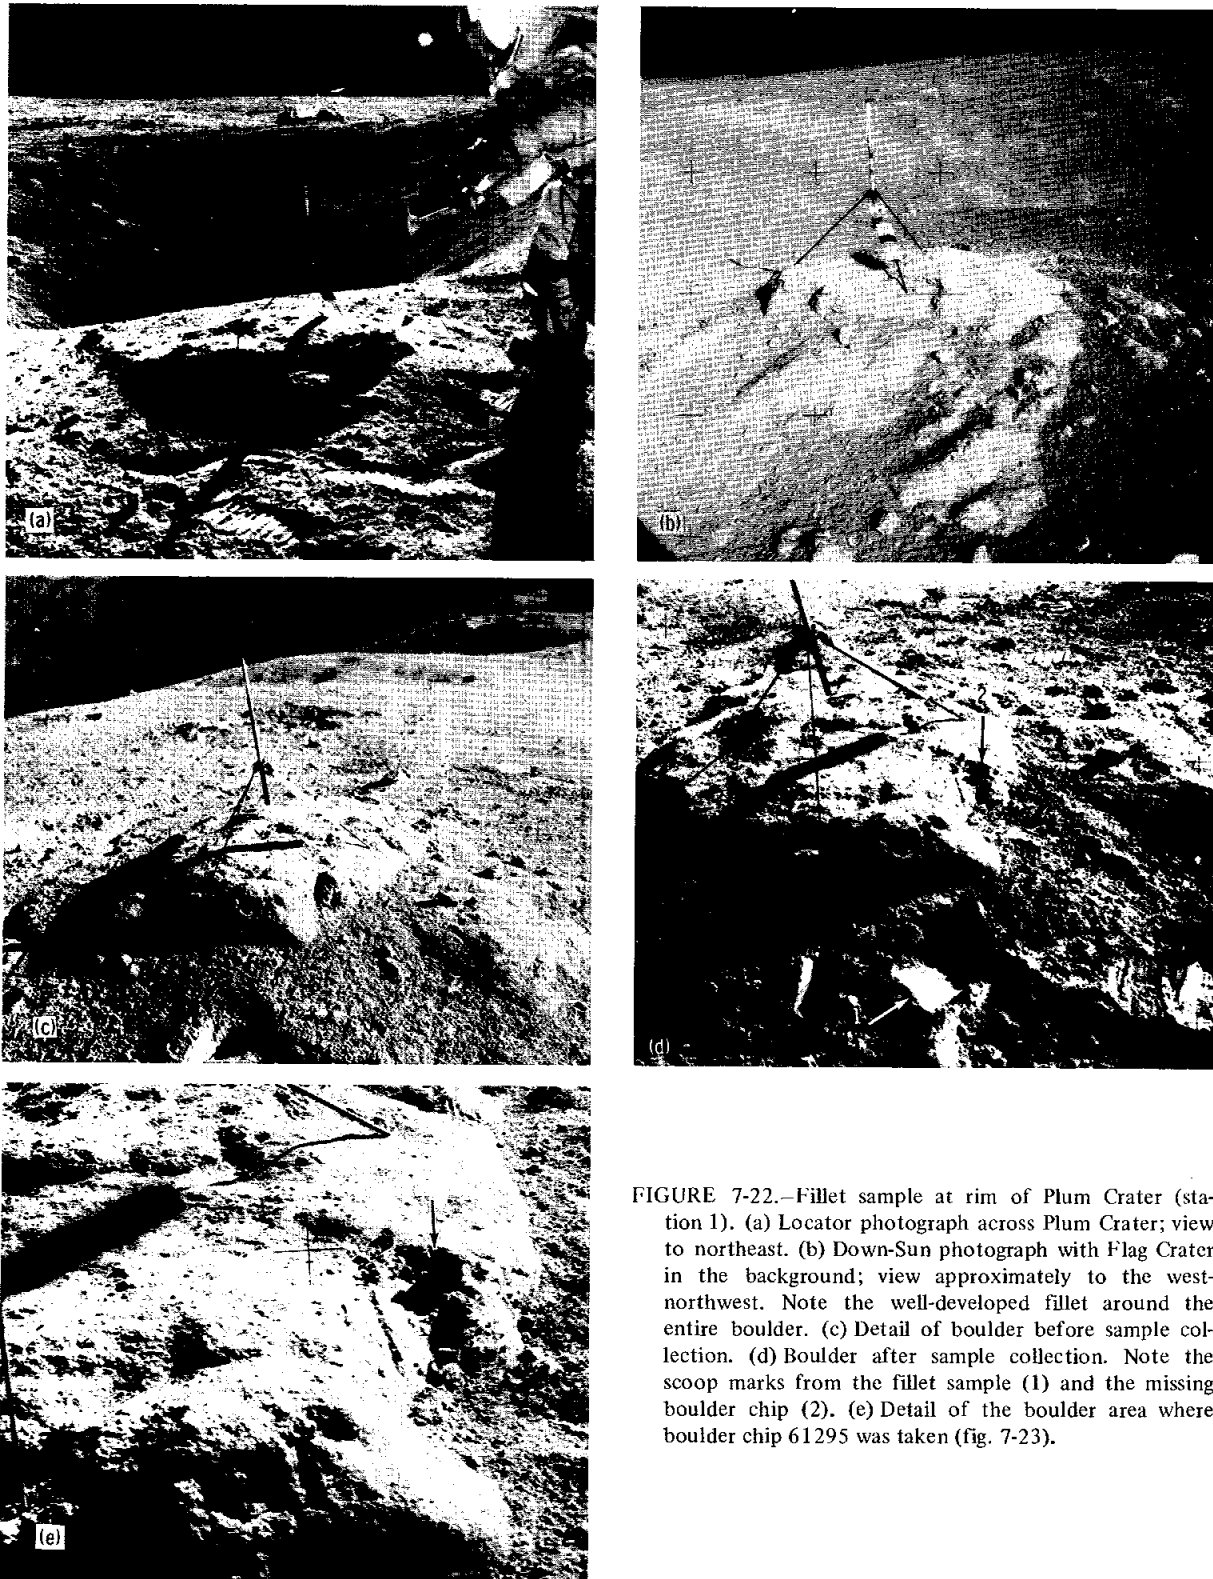 (a)
(b)
(c)
2
(d)
(e)
FIGURE 7-22.—Fillet sample at rim of Plum Crater (sta-
tion 1). (a) Locator photograph across Plum Crater; view
to northeast. (b) Down-Sun photograph with Flag Crater
in the background; view approximately to the west-
northwest. Note the well-developed fillet around the
entire boulder. (c) Detail of boulder before sample col-
lection. (d) Boulder after sample collection. Note the
scoop marks from the fillet sample (1) and the missing
boulder chip (2). (e) Detail of the boulder area where
boulder chip 61295 was taken (fig. 7-23).